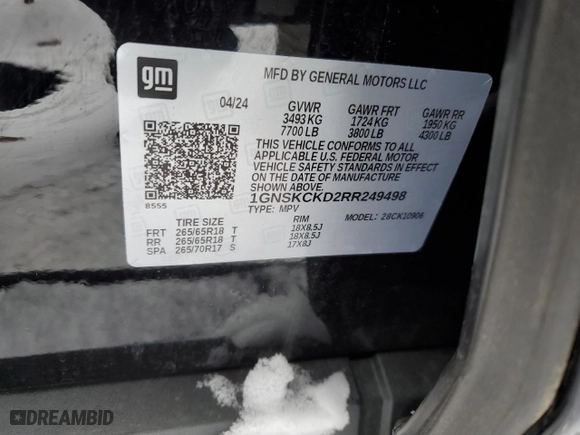 gm
MFD BY GENERAL MOTORS LLC
04/24 GVWR GAWR FRT GAWR RR
3493 KG 1724 KG 1950 KG
7700 LB 3800 LB 4300 LB
THIS VEHICLE CONFORMS TO ALL
APPLICABLE U.S. FEDERAL MOTOR
VEHICLE SAFETY STANDARDS IN EFFECT
ON THE DATE OF MANUFACTURE
SHOWN ABOVE.
1GNSKCKD2RR249498
8555
TYPE: MPV MODEL: 28CK10906
TIRE SIZE RIM
FRT 265/65R18 T 18X8.5J
RR 265/65R18 T 18X8.5J
SPA 265/70R17 S 17X8J
DREAMBID